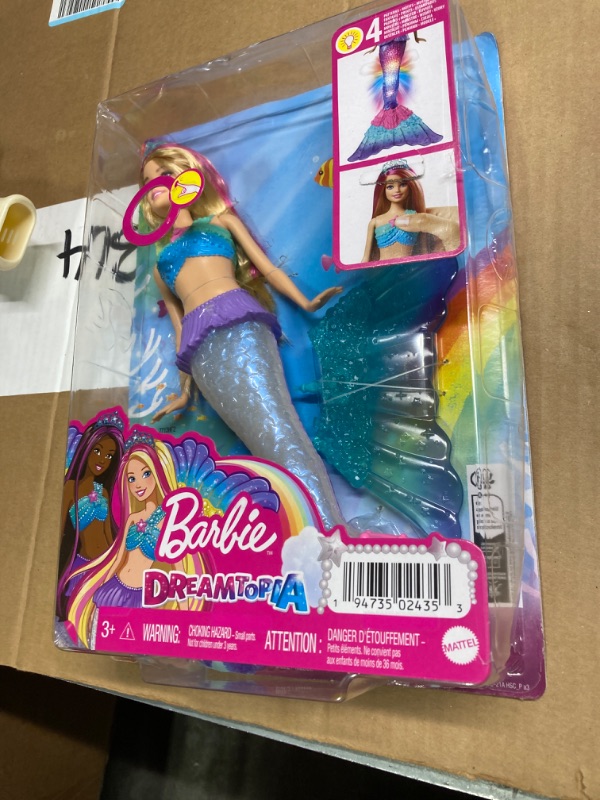 4
Barbie
™
DREAMTOPIA
3+ WARNING: CHOKING HAZARD - Small parts.
Not for children under 3 years.
ATTENTION : DANGER D'ÉTOUFFEMENT -
Petits éléments. Ne convient pas
aux enfants de moins de 36 mois.
1 94735 02435 3
MATTEL